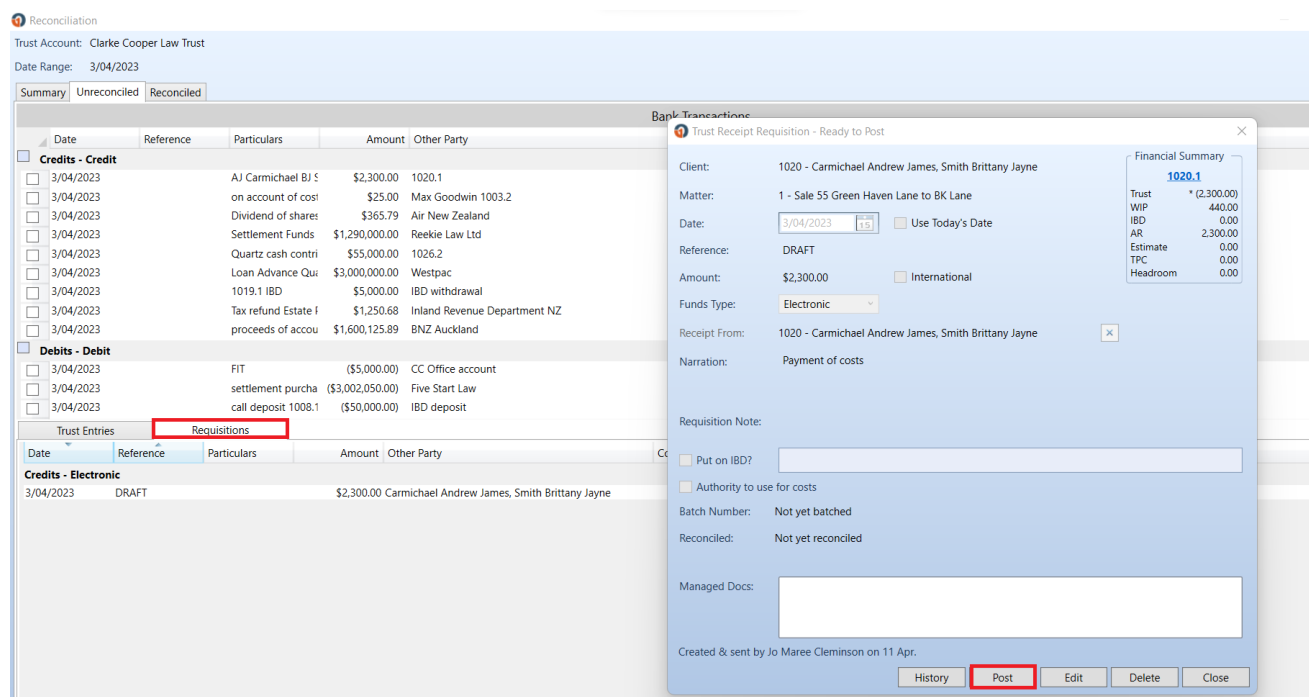 Reconciliation
Trust Account: Clarke Cooper Law Trust
Date Range: 3/04/2023
Summary Unreconciled Reconciled
Bank Transactions
Date Reference Particulars Amount Other Party
Credits - Credit
3/04/2023 AJ Carmichael BJ S $2,300.00 1020.1
3/04/2023 on account of cost $25.00 Max Goodwin 1003.2
3/04/2023 Dividend of shares $365.79 Air New Zealand
3/04/2023 Settlement Funds $1,290,000.00 Reekie Law Ltd
3/04/2023 Quartz cash contri $55,000.00 1026.2
3/04/2023 Loan Advance Qua $3,000,000.00 Westpac
3/04/2023 1019.1 IBD $5,000.00 IBD withdrawal
3/04/2023 Tax refund Estate $1,250.68 Inland Revenue Department NZ
3/04/2023 proceeds of accou $1,600,125.89 BNZ Auckland
Debits - Debit
3/04/2023 FIT ($5,000.00) CC Office account
3/04/2023 settlement purcha ($3,002,050.00) Five Start Law
3/04/2023 call deposit 1008.1 ($50,000.00) IBD deposit
Trust Entries Requisitions
Date Reference Particulars Amount Other Party
Credits - Electronic
3/04/2023 DRAFT $2,300.00 Carmichael Andrew James, Smith Brittany Jayne
Trust Receipt Requisition - Ready to Post
Client: 1020 - Carmichael Andrew James, Smith Brittany Jayne
Matter: 1 - Sale 55 Green Haven Lane to BK Lane
Date: 3/04/2023 15 Use Today's Date
Reference: DRAFT
Amount: $2,300.00 International
Funds Type: Electronic
Receipt From: 1020 - Carmichael Andrew James, Smith Brittany Jayne
Narration: Payment of costs
Requisition Note:
Put on IBD?
Authority to use for costs
Batch Number: Not yet batched
Reconciled: Not yet reconciled
Managed Docs:
Created & sent by Jo Maree Cleminson on 11 Apr.
History Post Edit Delete Close
Financial Summary
1020.1
Trust * (2,300.00)
WIP 440.00
IBD 0.00
AR 2,300.00
Estimate 0.00
TPC 0.00
Headroom 0.00